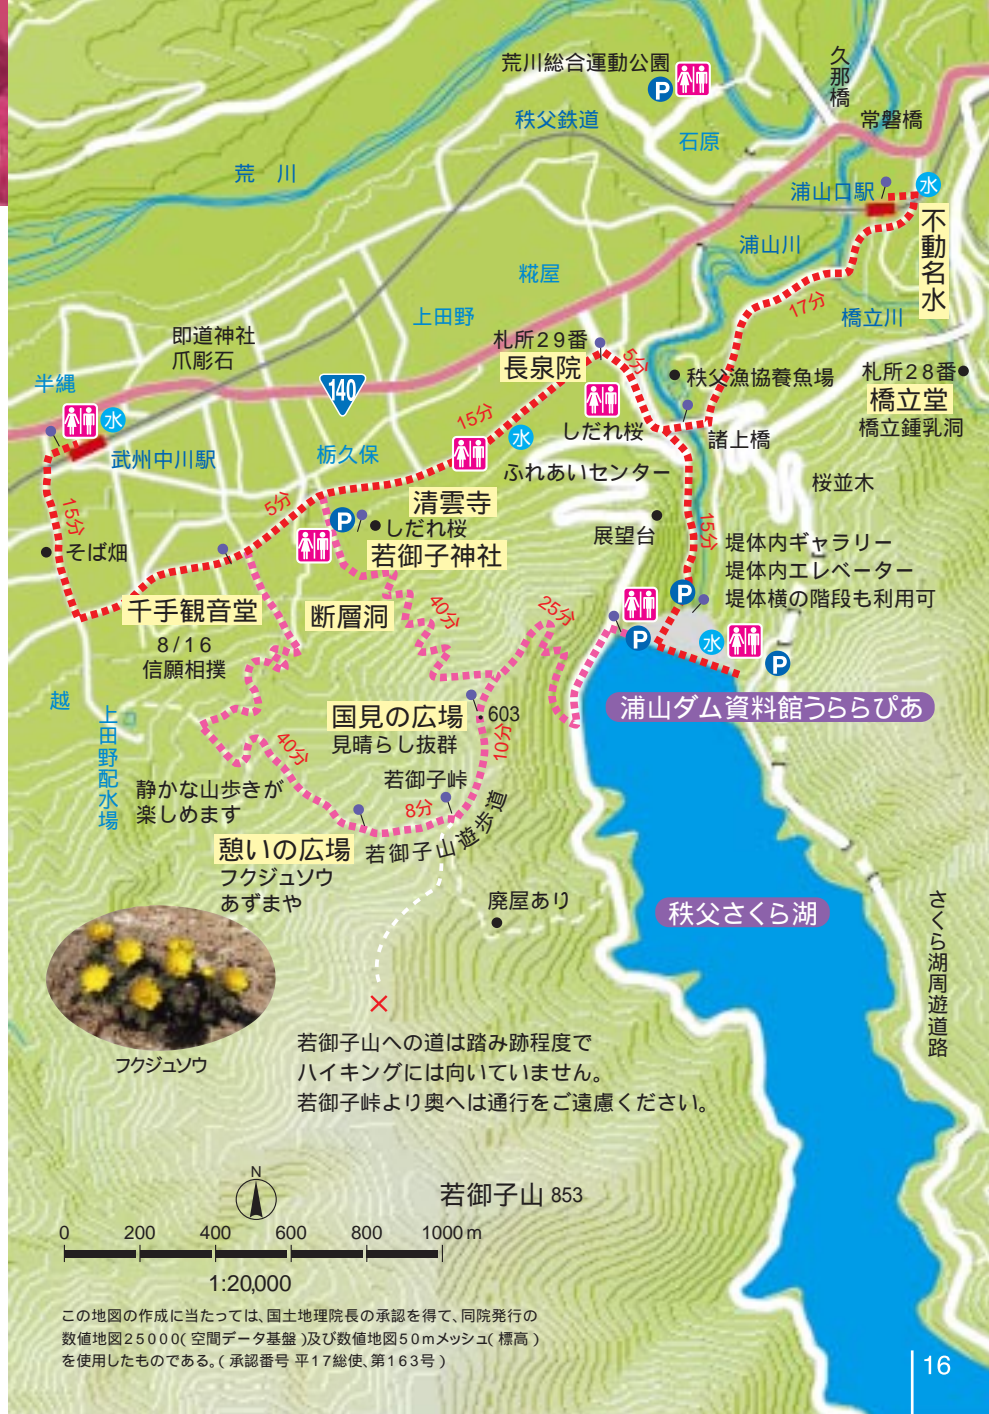 荒川総合運動公園
P
久那橋
常磐橋
秩父鉄道
石原
荒川
浦山口駅
水
不動名水
浦山川
糀屋
17分
橋立川
上田野
即道神社
爪彫石
札所29番
長泉院
5分
秩父漁協養魚場
札所28番
橋立堂
橋立鍾乳洞
半縄
140
水
15分
水
しだれ桜
諸上橋
武州中川駅
栃久保
ふれあいセンター
桜並木
15分
5分
清雲寺
P
しだれ桜
展望台
15分
堤体内ギャラリー
堤体内エレベーター
堤体横の階段も利用可
そば畑
若御子神社
千手観音堂
8/16
信願相撲
断層洞
40分
25分
P
P
水
P
浦山ダム資料館うららぴあ
越
上田野配水場
国見の広場
見晴らし抜群
603
10分
40分
静かな山歩きが
楽しめます
若御子峠
8分
若御子山遊歩道
憩いの広場
フクジュソウ
あずまや
廃屋あり
秩父さくら湖
さくら湖周遊道路
フクジュソウ
×
若御子山への道は踏み跡程度で
ハイキングには向いていません。
若御子峠より奥へは通行をご遠慮ください。
若御子山 853
N
0 200 400 600 800 1000m
1:20,000
この地図の作成に当たっては、国土地理院長の承認を得て、同院発行の
数値地図25000(空間データ基盤)及び数値地図50mメッシュ(標高)
を使用したものである。(承認番号 平17総使、第163号)
16